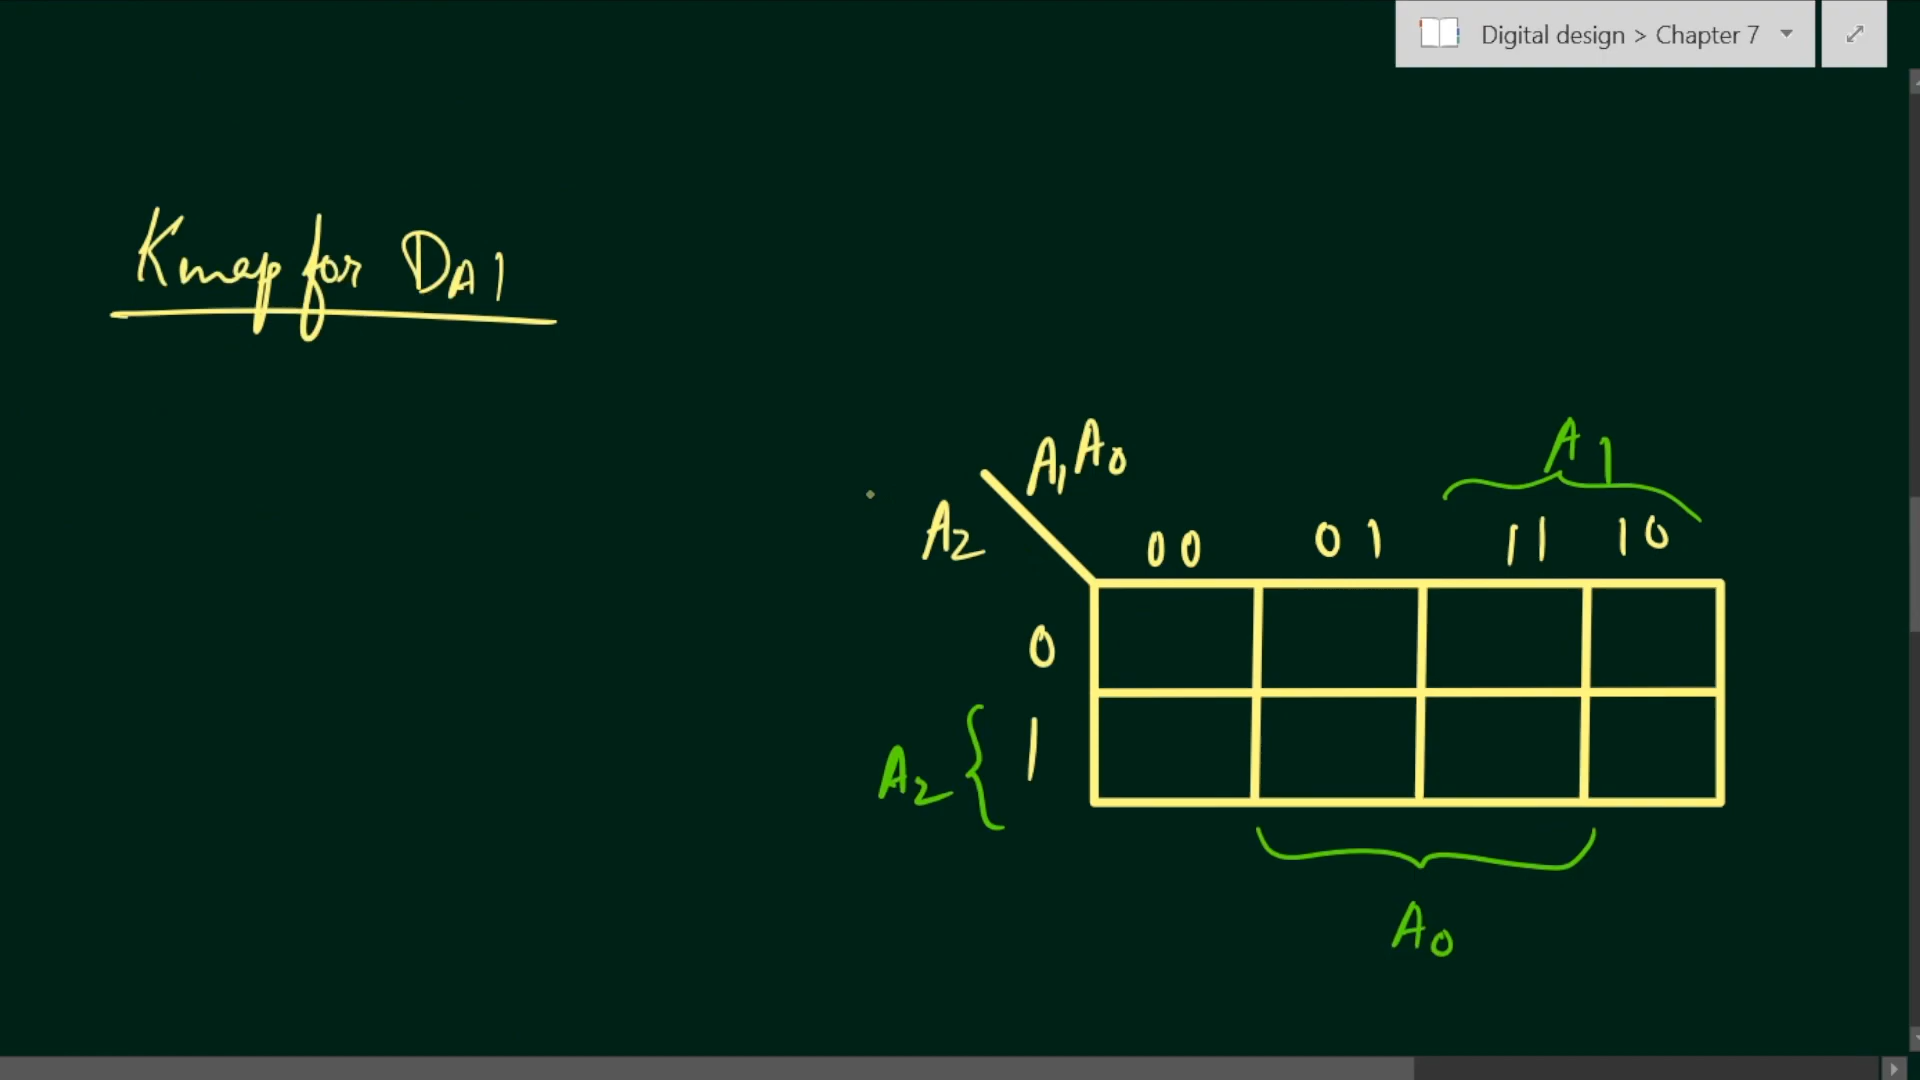 Digital design > Chapter 7
Kmap for DA1
A1A0
A2
A1
00 01 11 10
0
1
A2
A0